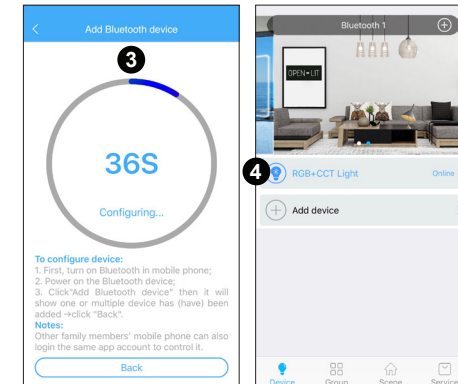 Add Bluetooth device
3
36S
Configuring...
To configure device:
1. First, turn on Bluetooth in mobile phone;
2. Power on the Bluetooth device;
3. Click"Add Bluetooth device" then it will
show one or multiple device has (have) been
added →click "Back".
Notes:
Other family members' mobile phone can also
login the same app account to control it.
Back
Bluetooth 1
OPEN-LIT
4
RGB+CCT Light
Online
Add device
Device
Group
Scene
Service